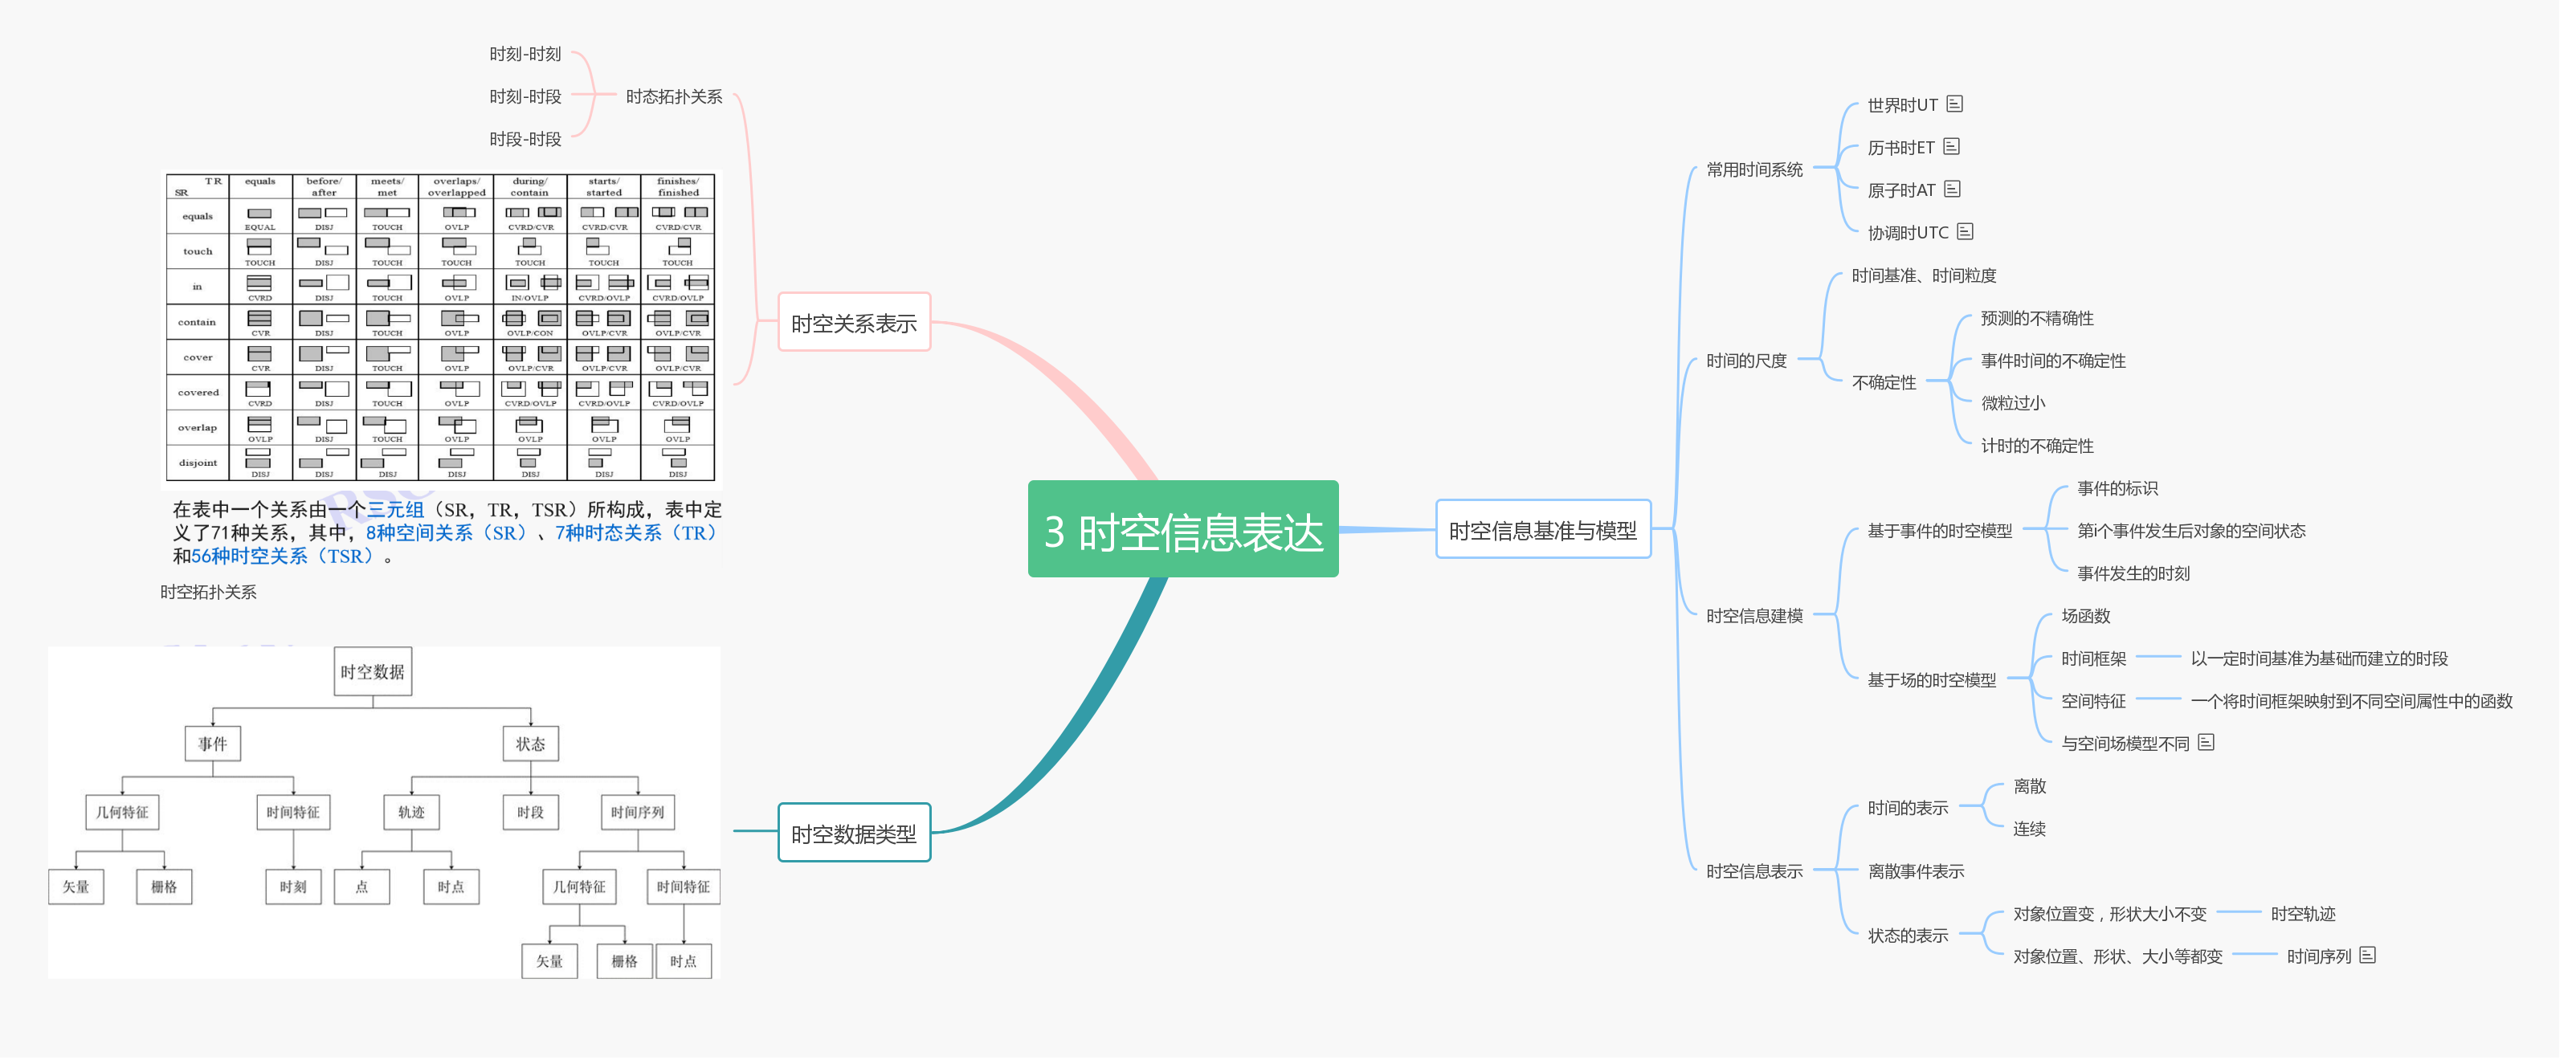 3 时空信息表达
时空信息基准与模型
常用时间系统
世界时UT
历书时ET
原子时AT
协调时UTC
时间的尺度
时间基准、时间粒度
不确定性
预测的不精确性
事件时间的不确定性
微粒过小
计时的不确定性
时空信息建模
基于事件的时空模型
事件的标识
第i个事件发生后对象的空间状态
事件发生的时刻
基于场的时空模型
场函数
时间框架
以一定时间基准为基础而建立的时段
空间特征
一个将时间框架映射到不同空间属性中的函数
与空间场模型不同
时空信息表示
时间的表示
离散
连续
离散事件表示
状态的表示
对象位置变，形状大小不变
时空轨迹
对象位置、形状、大小等都变
时间序列
时空关系表示
时态拓扑关系
时刻-时刻
时刻-时段
时段-时段
TR
SR
equals
before/
after
meets/
met
overlaps/
overlapped
during/
contain
starts/
started
finishes/
finished
equals
EQUAL DISJ TOUCH OVLP CVRD/CVR CVRD/CVR CVRD/CVR
touch
TOUCH DISJ TOUCH TOUCH TOUCH TOUCH TOUCH
in
CVRD DISJ TOUCH OVLP IN/OVLP CVRD/OVLP CVRD/OVLP
contain
CVR DISJ TOUCH OVLP OVLP/CON OVLP/CVR OVLP/CVR
cover
CVR DISJ TOUCH OVLP OVLP/CVR OVLP/CVR OVLP/CVR
covered
CVRD DISJ TOUCH OVLP CVRD/OVLP CVRD/OVLP CVRD/OVLP
overlap
OVLP DISJ TOUCH OVLP OVLP OVLP OVLP
disjoint
DISJ DISJ DISJ DISJ DISJ DISJ DISJ
在表中一个关系由一个三元组（SR，TR，TSR）所构成，表中定
义了71种关系，其中，8种空间关系（SR）、7种时态关系（TR）
和56种时空关系（TSR）。
时空拓扑关系
时空数据类型
时空数据
事件 状态
几何特征 时间特征 轨迹 时段 时间序列
矢量 栅格 时刻 点 时点 几何特征 时间特征
矢量 栅格 时点